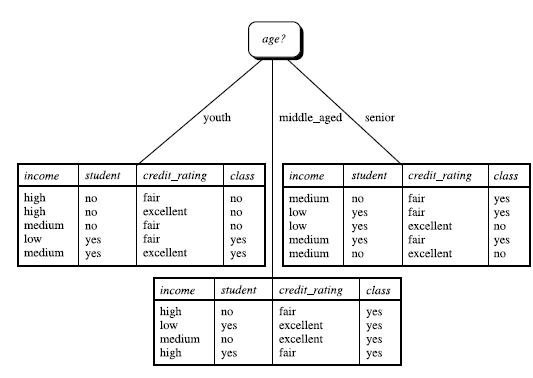 age?
youth
middle_aged
senior
income student credit_rating class
high no fair no
high no excellent no
medium no fair no
low yes fair yes
medium yes excellent yes
income student credit_rating class
medium no fair yes
low yes fair yes
low yes excellent no
medium yes fair yes
medium no excellent no
income student credit_rating class
high no fair yes
low yes excellent yes
medium no excellent yes
high yes fair yes